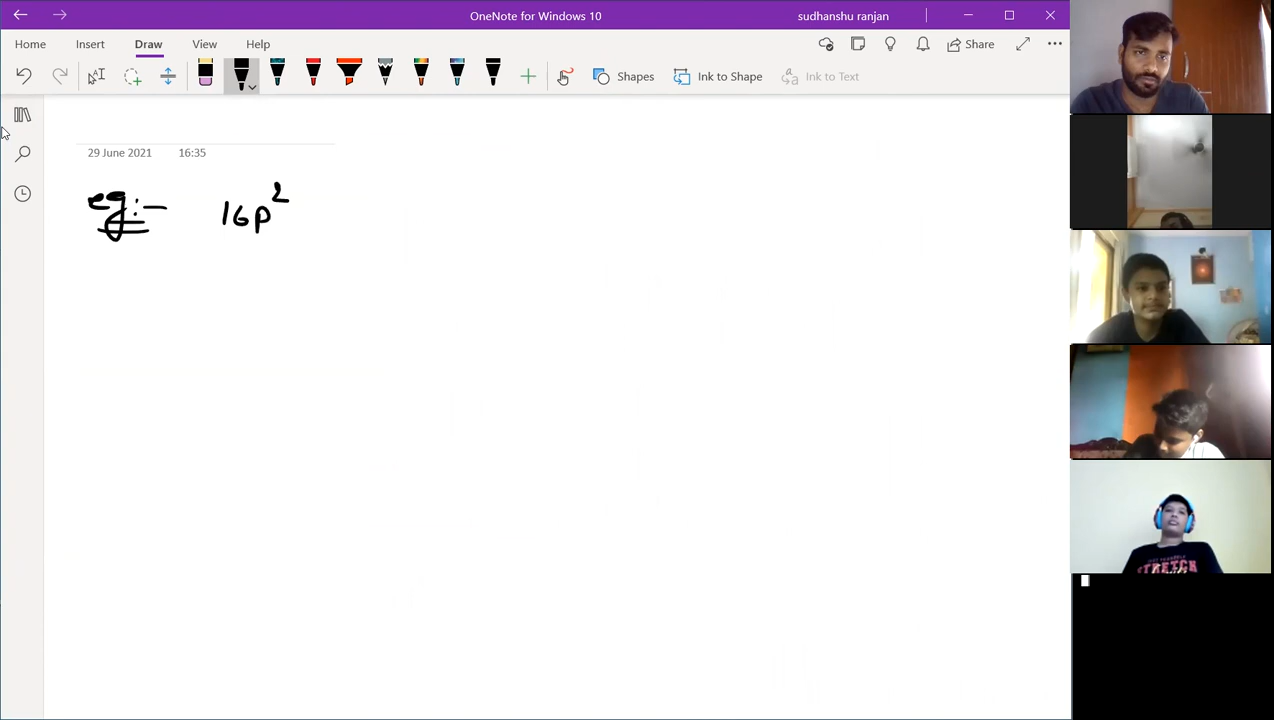 OneNote for Windows 10
sudhanshu ranjan
Home Insert Draw View Help
Share
Shapes Ink to Shape Ink to Text
29 June 2021 16:35
eg:- 16p²
STRETCH